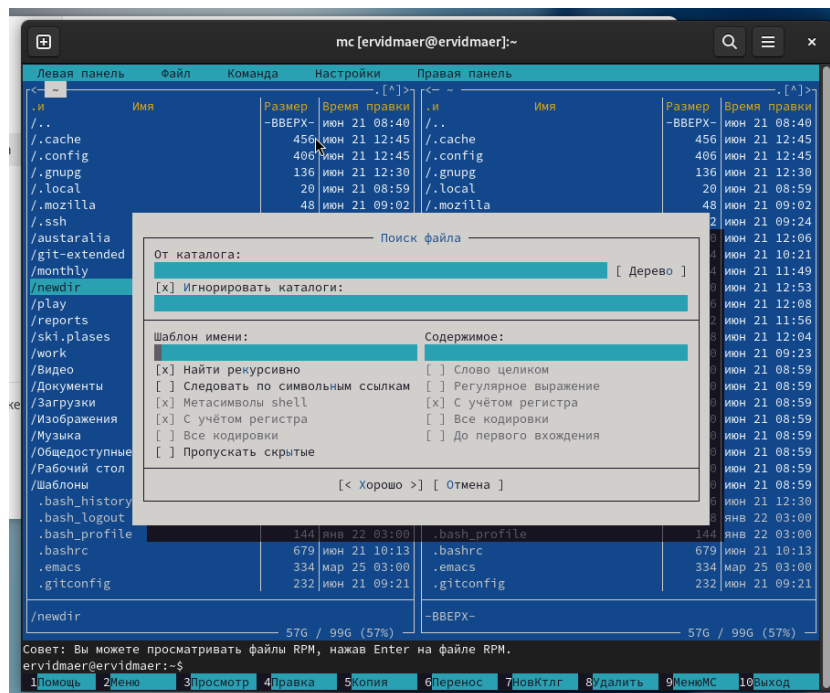 mc [ervidmaer@ervidmaer]:~
Левая панель Файл Команда Настройки Правая панель
<— ~ .[^]> <— ~ .[^]>
.и Имя Размер Время правки .и Имя Размер Время правки
/.. -ВВЕРХ- июн 21 08:40 /.. -ВВЕРХ- июн 21 08:40
/.cache 456 июн 21 12:45 /.cache 456 июн 21 12:45
/.config 406 июн 21 12:45 /.config 406 июн 21 12:45
/.gnupg 136 июн 21 12:30 /.gnupg 136 июн 21 12:30
/.local 20 июн 21 08:59 /.local 20 июн 21 08:59
/.mozilla 48 июн 21 09:02 /.mozilla 48 июн 21 09:02
/.ssh 2 июн 21 09:24
/austaralia июн 21 12:06
/git-extended июн 21 10:21
/monthly июн 21 11:49
/newdir июн 21 12:53
/play июн 21 12:08
/reports июн 21 11:56
/ski.plases июн 21 12:04
/work июн 21 09:23
/Видео июн 21 08:59
/Документы июн 21 08:59
/Загрузки июн 21 08:59
/Изображения июн 21 08:59
/Музыка июн 21 08:59
/Общедоступные июн 21 08:59
/Рабочий стол июн 21 08:59
/Шаблоны июн 21 08:59
.bash_history июн 21 12:30
.bash_logout янв 22 03:00
.bash_profile 144 янв 22 03:00 .bash_profile 144 янв 22 03:00
.bashrc 679 июн 21 10:13 .bashrc 679 июн 21 10:13
.emacs 334 мар 25 03:00 .emacs 334 мар 25 03:00
.gitconfig 232 июн 21 09:21 .gitconfig 232 июн 21 09:21
Поиск файла
От каталога:
[ Дерево ]
[x] Игнорировать каталоги:
Шаблон имени: Содержимое:
[x] Найти рекурсивно [ ] Слово целиком
[ ] Следовать по символьным ссылкам [ ] Регулярное выражение
[x] Метасимволы shell [x] С учётом регистра
[x] С учётом регистра [ ] Все кодировки
[ ] Все кодировки [ ] До первого вхождения
[ ] Пропускать скрытые
[< Хорошо >] [ Отмена ]
/newdir -ВВЕРХ-
57G / 99G (57%) 57G / 99G (57%)
Совет: Вы можете просматривать файлы RPM, нажав Enter на файле RPM.
ervidmaer@ervidmaer:~$
1Помощь 2Меню 3Просмотр 4Правка 5Копия 6Перенос 7НовКтлг 8Удалить 9МенюМС 10Выход